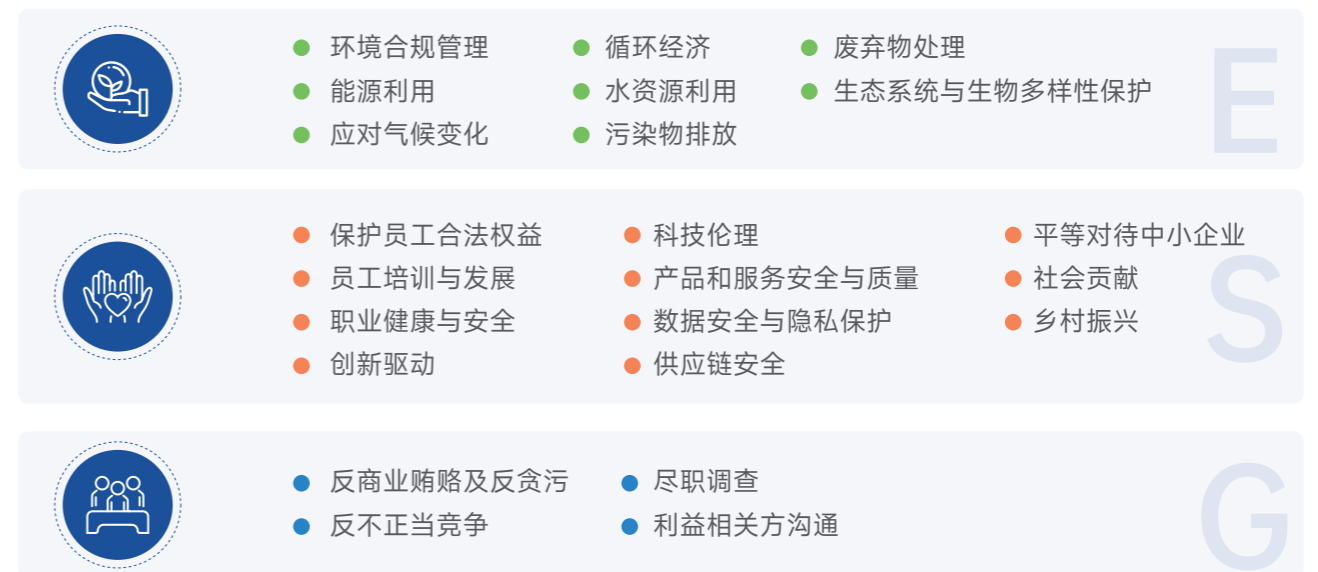 环境合规管理 循环经济 废弃物处理
能源利用 水资源利用 生态系统与生物多样性保护
应对气候变化 污染物排放
E
保护员工合法权益 科技伦理 平等对待中小企业
员工培训与发展 产品和服务安全与质量 社会贡献
职业健康与安全 数据安全与隐私保护 乡村振兴
创新驱动 供应链安全
S
反商业贿赂及反贪污 尽职调查
反不正当竞争 利益相关方沟通
G